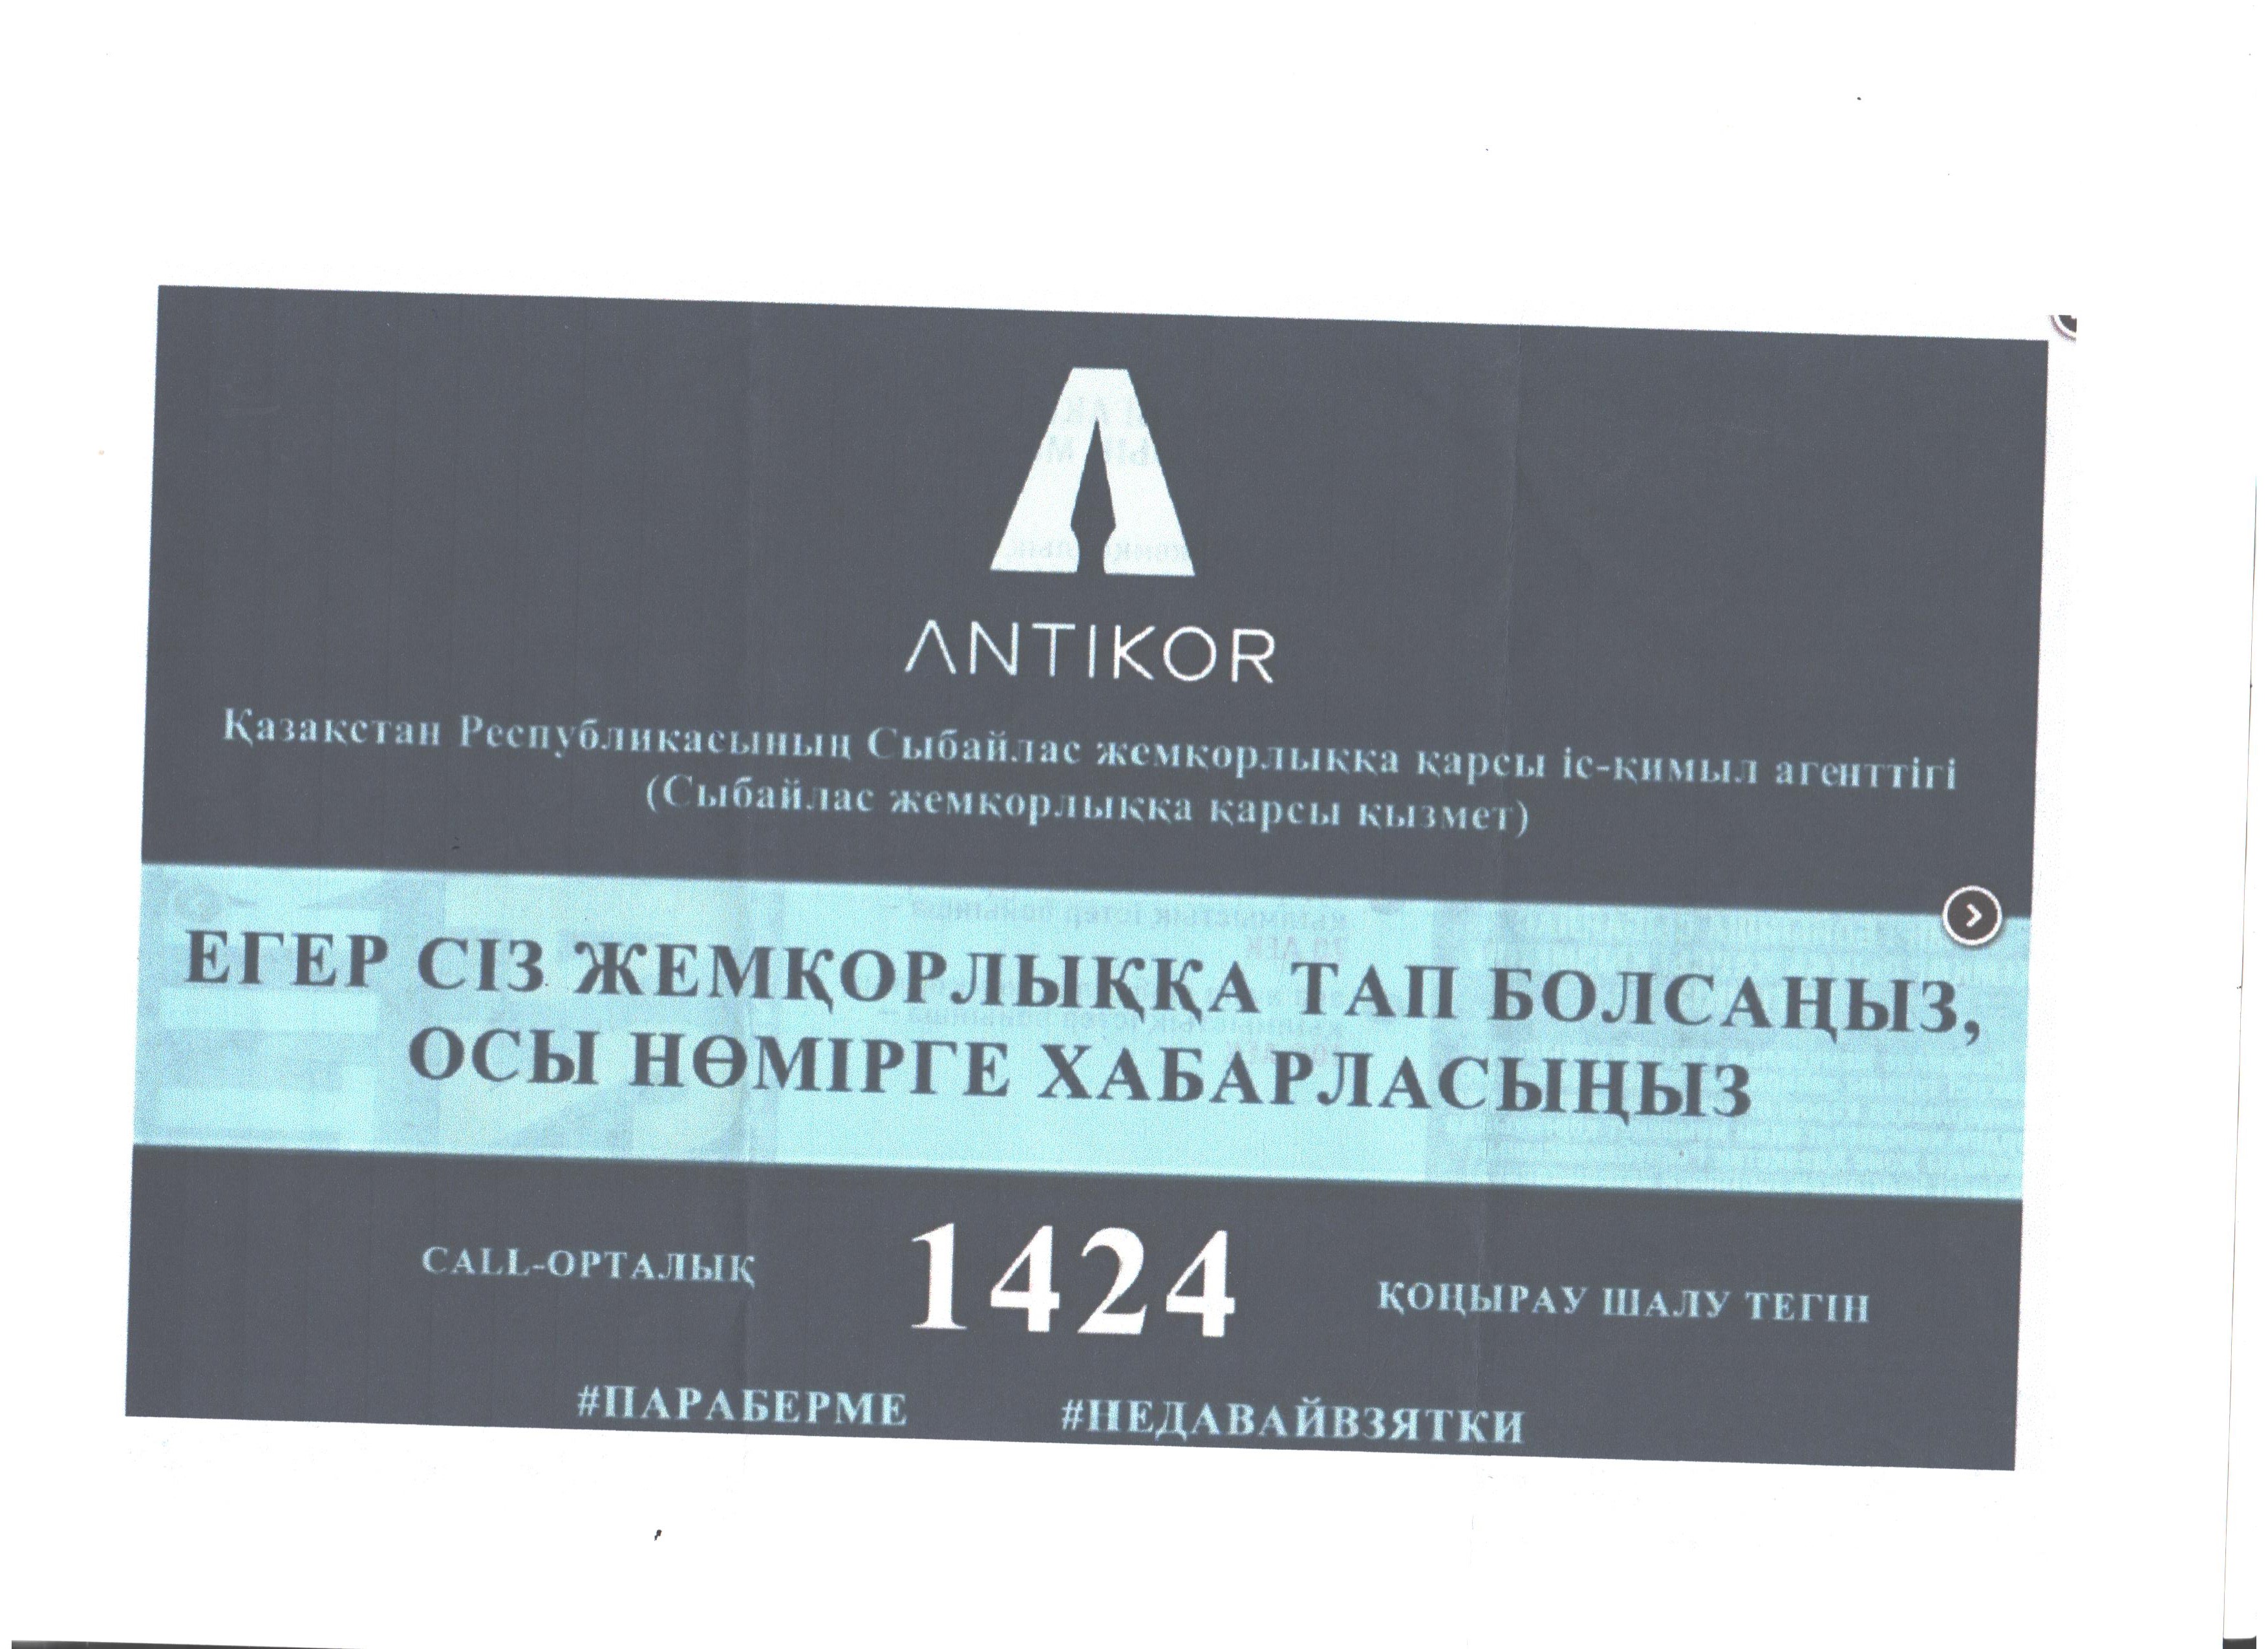 ANTIKOR
Қазақстан Республикасының Сыбайлас жемқорлыққа қарсы іс-қимыл агенттігі
(Сыбайлас жемқорлыққа қарсы қызмет)
ЕГЕР СІЗ ЖЕМҚОРЛЫҚҚА ТАП БОЛСАҢЫЗ,
ОСЫ НӨМІРГЕ ХАБАРЛАСЫҢЫЗ
CALL-ОРТАЛЫҚ 1424 ҚОҢЫРАУ ШАЛУ ТЕГІН
#ПАРАБЕРМЕ #НЕДАВАЙВЗЯТКИ